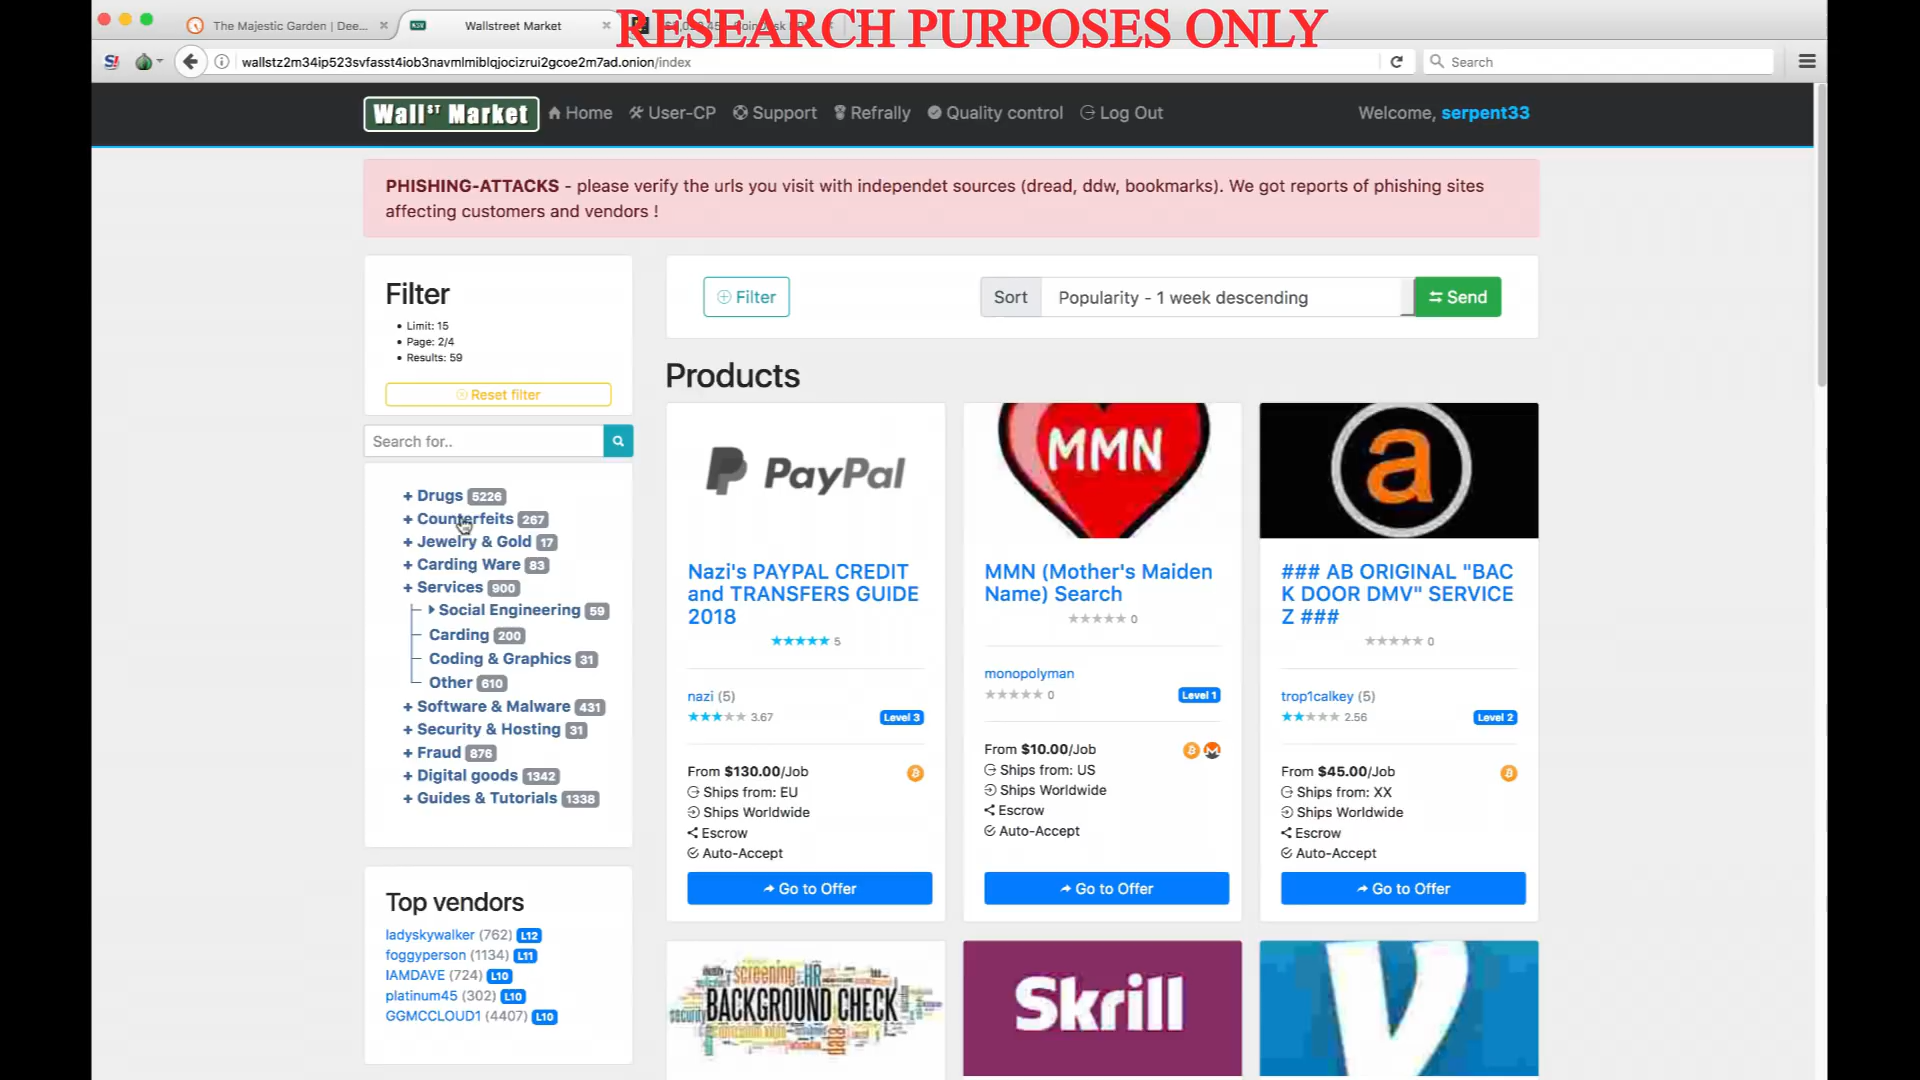 RESEARCH PURPOSES ONLY
The Majestic Garden | Dee...
Wallstreet Market
wallstz2m34ip523svfasst4iob3navmlmiblqjocizrui2gcoe2m7ad.onion/index
Search
Wall ST Market
Home
User-CP
Support
Refrally
Quality control
Log Out
Welcome, serpent33
PHISHING-ATTACKS - please verify the urls you visit with independet sources (dread, ddw, bookmarks). We got reports of phishing sites
affecting customers and vendors !
Filter
Limit: 15
Page: 2/4
Results: 59
Reset filter
Search for..
+ Drugs 5226
+ Counterfeits 267
+ Jewelry & Gold 17
+ Carding Ware 83
+ Services 900
Social Engineering 59
Carding 200
Coding & Graphics 31
Other 610
+ Software & Malware 431
+ Security & Hosting 31
+ Fraud 876
+ Digital goods 1342
+ Guides & Tutorials 1338
Top vendors
ladyskywalker (762) L12
foggyperson (1134) L11
IAMDAVE (724) L10
platinum45 (302) L10
GGMCCLOUD1 (4407) L10
Filter
Sort
Popularity - 1 week descending
Send
Products
PayPal
Nazi's PAYPAL CREDIT
and TRANSFERS GUIDE
2018
5
nazi (5)
3.67
Level 3
From $130.00/Job
Ships from: EU
Ships Worldwide
Escrow
Auto-Accept
Go to Offer
MMN
MMN (Mother's Maiden
Name) Search
0
monopolyman
0
Level 1
From $10.00/Job
Ships from: US
Ships Worldwide
Escrow
Auto-Accept
Go to Offer
a
### AB ORIGINAL "BAC
K DOOR DMV" SERVICE
Z ###
0
trop1calkey (5)
2.56
Level 2
From $45.00/Job
Ships from: XX
Ships Worldwide
Escrow
Auto-Accept
Go to Offer
screening HR
security BACKGROUND CHECK
data
Skrill